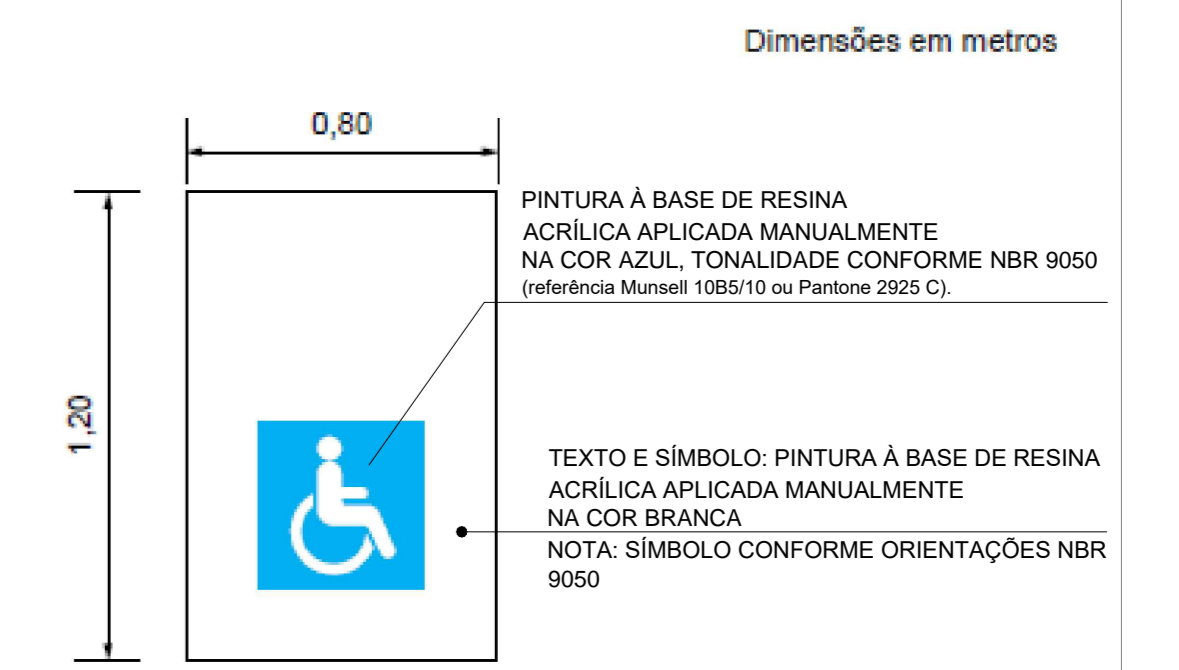 Dimensões em metros
0,80
PINTURA À BASE DE RESINA
ACRÍLICA APLICADA MANUALMENTE
NA COR AZUL, TONALIDADE CONFORME NBR 9050
(referência Munsell 10B5/10 ou Pantone 2925 C).
1,20
TEXTO E SÍMBOLO: PINTURA À BASE DE RESINA
ACRÍLICA APLICADA MANUALMENTE
NA COR BRANCA
NOTA: SÍMBOLO CONFORME ORIENTAÇÕES NBR
9050